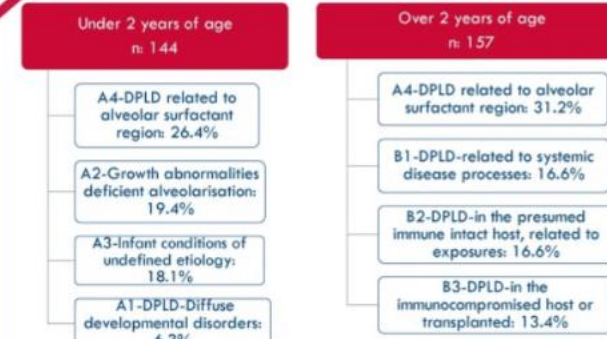 Under 2 years of age
n: 144
A4-DPLD related to
alveolar surfactant
region: 26.4%
A2-Growth abnormalities
deficient alveolarisation:
19.4%
A3-Infant conditions of
undefined etiology:
18.1%
A1-DPLD-Diffuse
developmental disorders:
Over 2 years of age
n: 157
A4-DPLD related to alveolar
surfactant region: 31.2%
B1-DPLD-related to systemic
disease processes: 16.6%
B2-DPLD-in the presumed
immune intact host, related to
exposures: 16.6%
B3-DPLD-in the
immunocompromised host or
transplanted: 13.4%